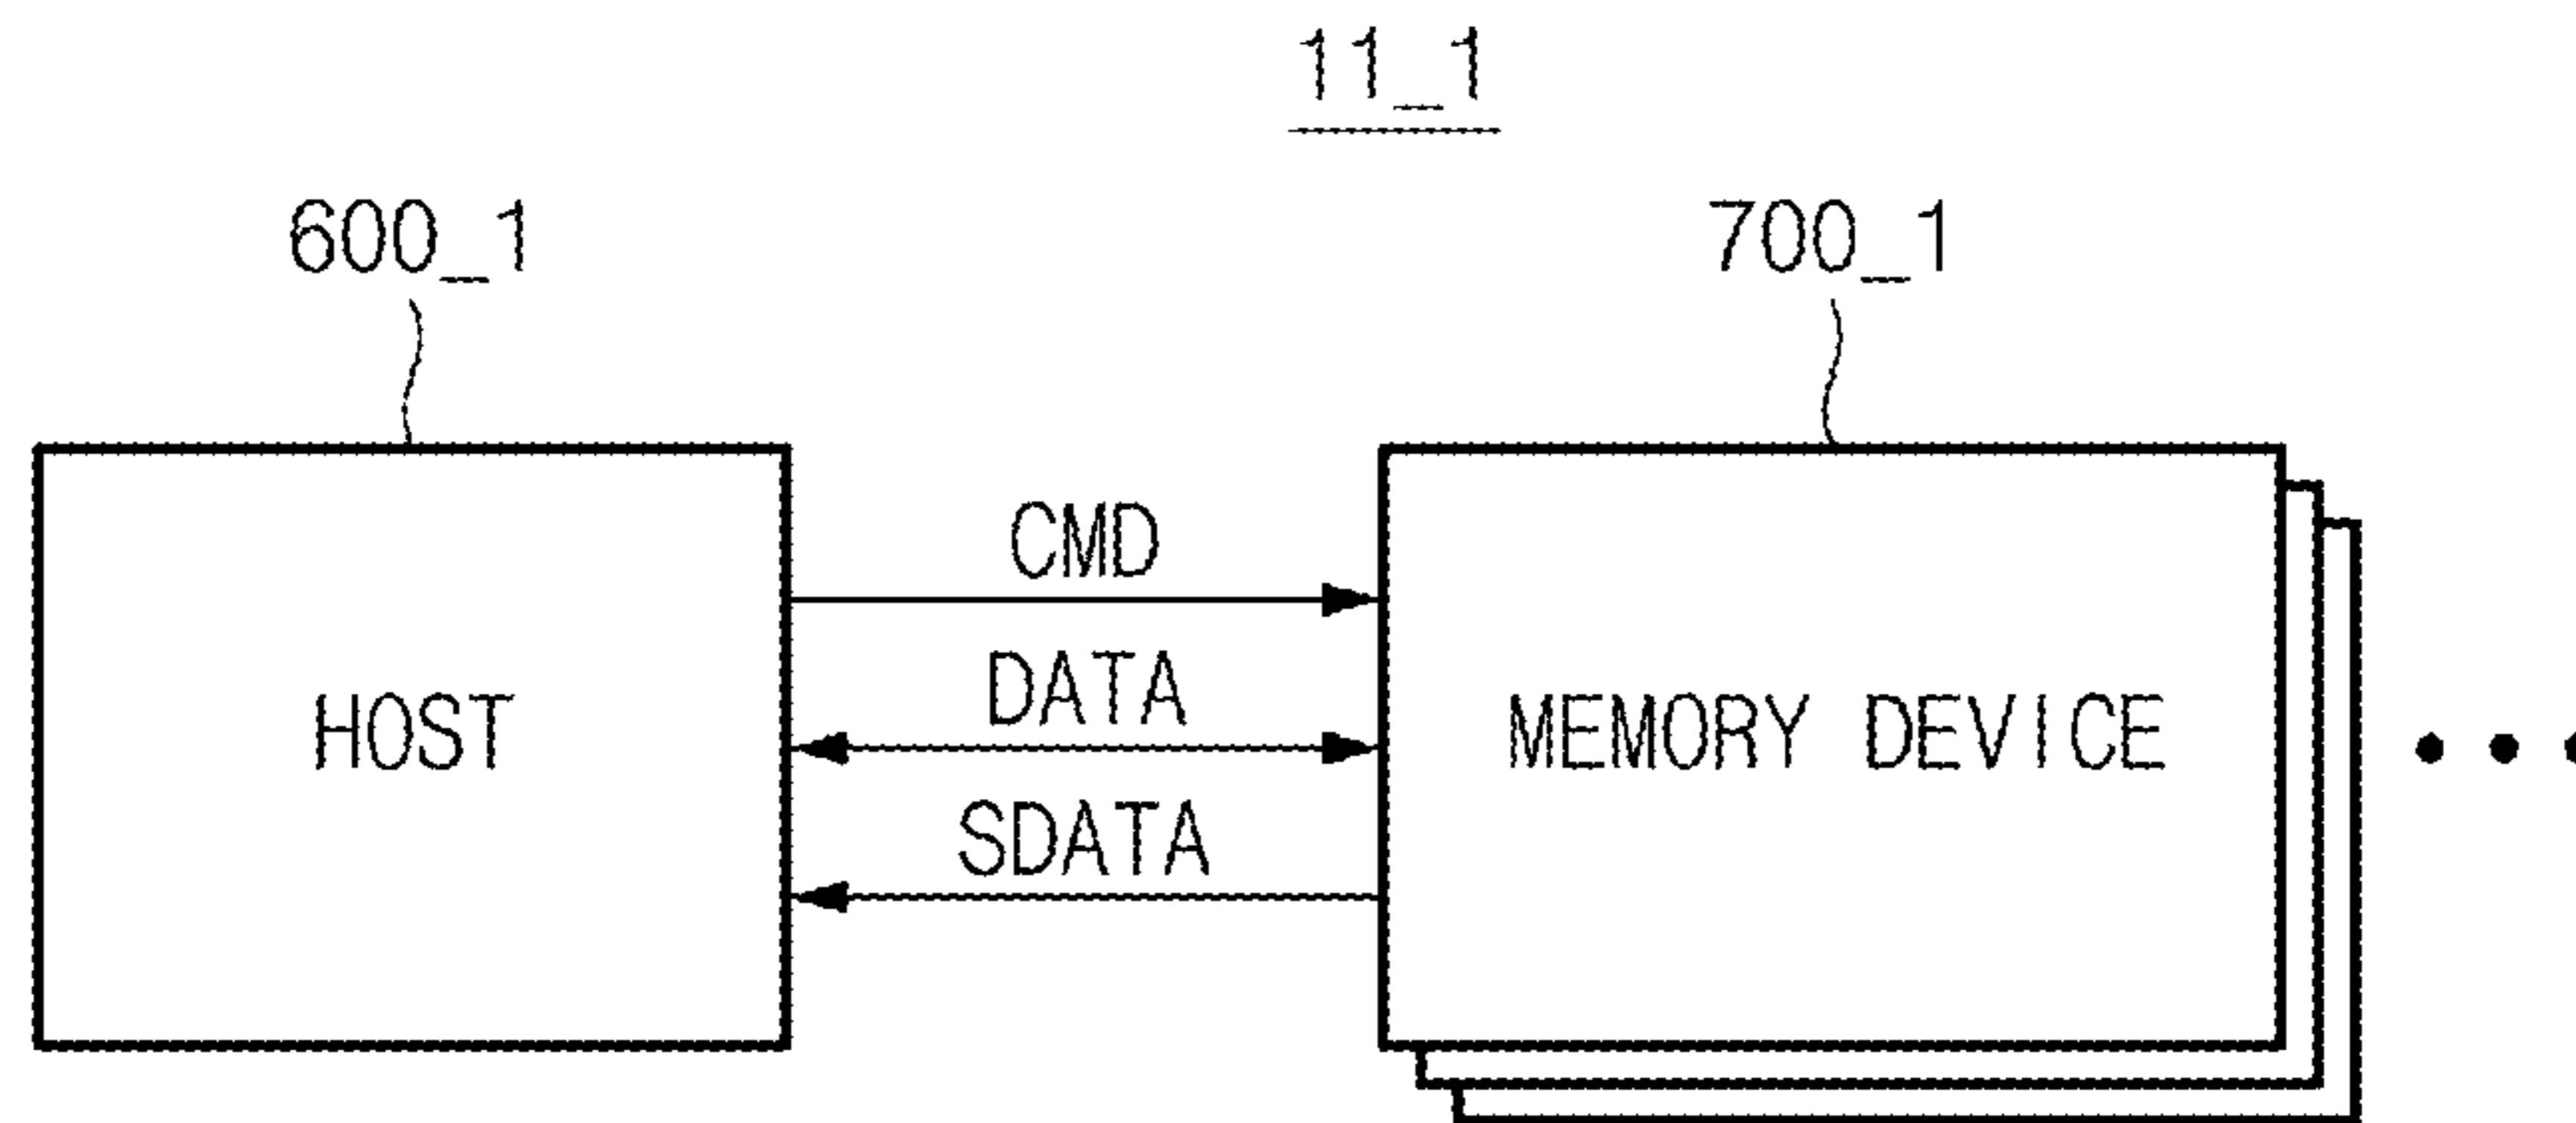 11_1
600_1
700_1
CMD
DATA
HOST
MEMORY DEVICE
SDATA